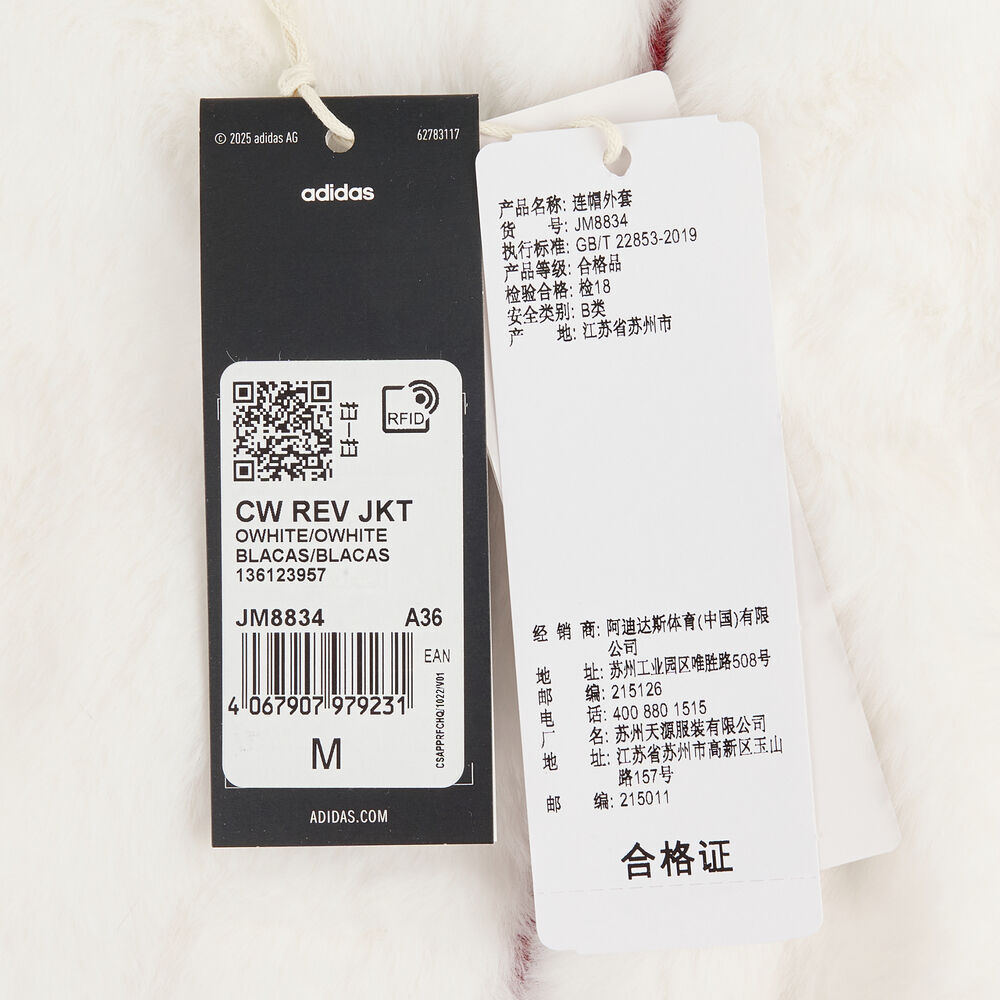 © 2025 adidas AG
62783117
adidas
扫一扫
RFID
CW REV JKT
OWHITE/OWHITE
BLACAS/BLACAS
136123957
JM8834 A36
EAN
4 067907 979231
CSAPPRFCHQ/1022/V01
M
ADIDAS.COM
产品名称: 连帽外套
货 号: JM8834
执行标准: GB/T 22853-2019
产品等级: 合格品
检验合格: 检18
安全类别: B类
产 地: 江苏省苏州市
经 销 商: 阿迪达斯体育(中国)有限
公司
地 址: 苏州工业园区唯胜路508号
邮 编: 215126
电 话: 400 880 1515
厂 名: 苏州天源服装有限公司
地 址: 江苏省苏州市高新区玉山
路157号
邮 编: 215011
合格证